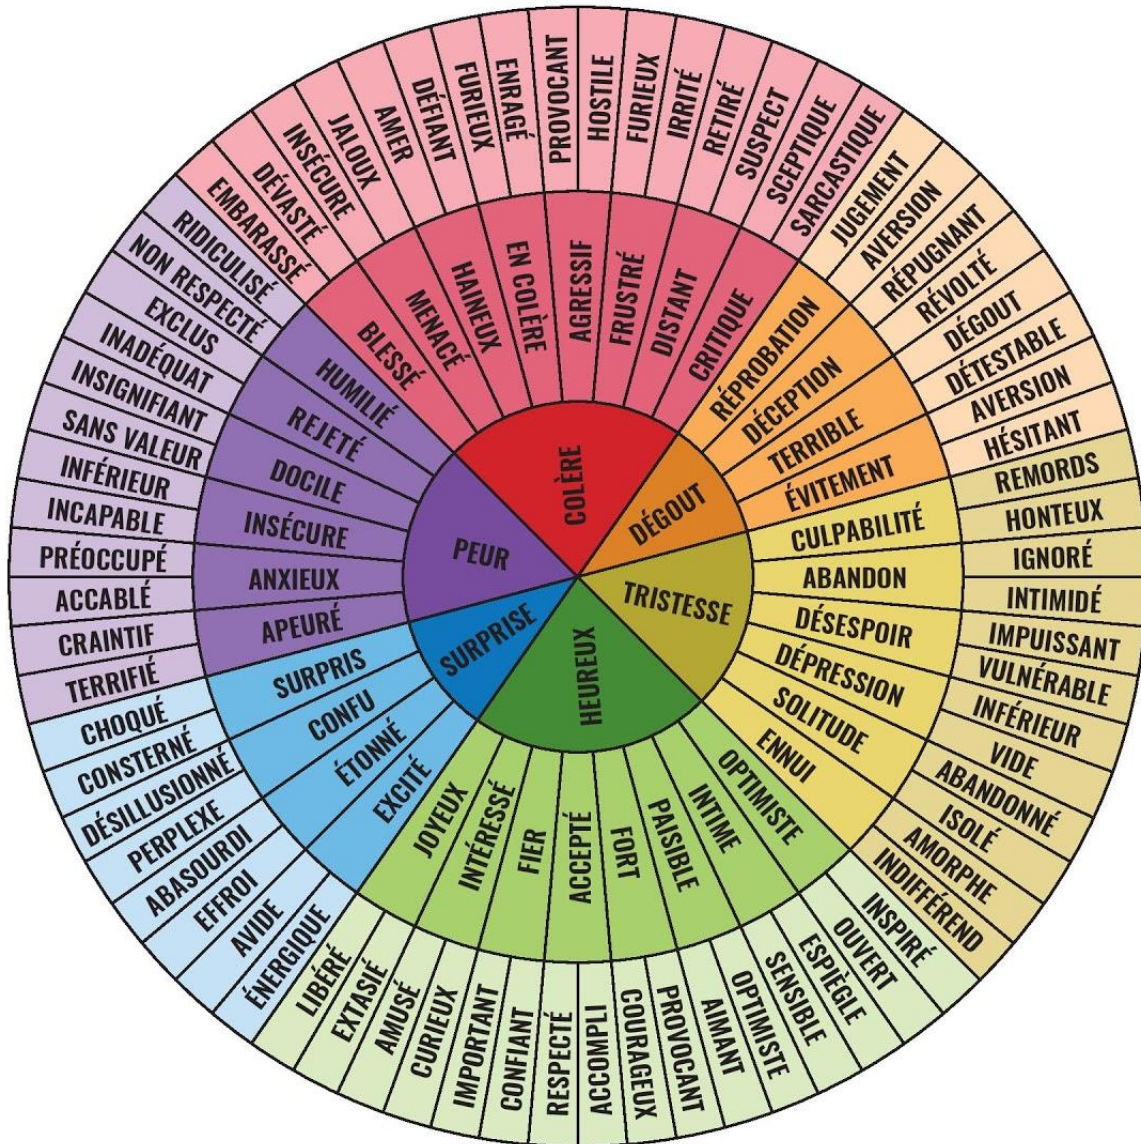 COLÈRE
DÉGOUT
TRISTESSE
HEUREUX
SURPRISE
PEUR
BLESSÉ
MENACÉ
HAINEUX
EN COLÈRE
AGRESSIF
FRUSTRÉ
DISTANT
CRITIQUE
RÉPROBATION
DÉCEPTION
TERRIBLE
ÉVITEMENT
CULPABILITÉ
ABANDON
DÉSESPOIR
DÉPRESSION
SOLITUDE
ENNUI
OPTIMISTE
INTIME
PAISIBLE
FORT
ACCEPTÉ
FIER
INTÉRESSÉ
JOYEUX
EXCITÉ
ÉTONNÉ
CONFU
SURPRIS
APEURÉ
ANXIEUX
INSÉCURE
DOCILE
REJETÉ
HUMILIÉ
EMBARASSÉ
DÉVASTÉ
INSÉCURE
JALOUX
AMER
DÉFIANT
FURIEUX
ENRAGÉ
PROVOCANT
HOSTILE
FURIEUX
IRRITÉ
RETIRÉ
SUSPECT
SCEPTIQUE
SARCASTIQUE
JUGEMENT
AVERSION
RÉPUGNANT
RÉVOLTÉ
DÉGOUT
DÉTESTABLE
AVERSION
HÉSITANT
REMORDS
HONTEUX
IGNORÉ
INTIMIDÉ
IMPUISSANT
VULNÉRABLE
INFÉRIEUR
VIDE
ABANDONNÉ
ISOLÉ
AMORPHE
INDIFFÉREND
INSPIRÉ
OUVERT
ESPIÈGLE
SENSIBLE
OPTIMISTE
AIMANT
PROVOCANT
COURAGEUX
ACCOMPLI
RESPECTÉ
CONFIANT
IMPORTANT
CURIEUX
AMUSÉ
EXTASIÉ
LIBÉRÉ
ÉNERGIQUE
AVIDE
EFFROI
ABASOURDI
PERPLEXE
DÉSILLUSIONNÉ
CONSTERNÉ
CHOQUÉ
TERRIFIÉ
CRAINTIF
ACCABLÉ
PRÉOCCUPÉ
INCAPABLE
INFÉRIEUR
SANS VALEUR
INSIGNIFIANT
INADÉQUAT
EXCLUS
NON RESPECTÉ
RIDICULISÉ